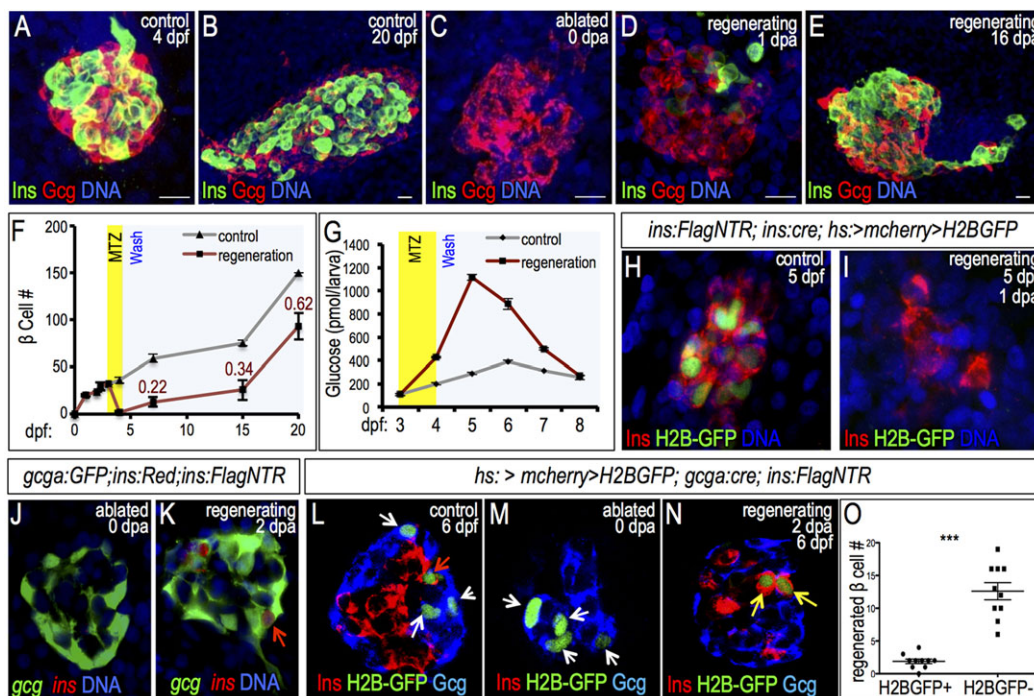 A
control
4 dpf
Ins Gcg DNA
B
control
20 dpf
Ins Gcg DNA
C
ablated
0 dpa
Ins Gcg DNA
D
regenerating
1 dpa
Ins Gcg DNA
E
regenerating
16 dpa
Ins Gcg DNA
F
MTZ
Wash
control
regeneration
β Cell #
200
150
100
50
0
0.22
0.34
0.62
dpf:
0 5 10 15 20
G
MTZ
Wash
control
regeneration
Glucose (pmol/larva)
1400
1200
1000
800
600
400
200
0
dpf: 3 4 5 6 7 8
ins:FlagNTR; ins:cre; hs:>mcherry>H2BGFP
H
control
5 dpf
Ins H2B-GFP DNA
I
regenerating
5 dpf
1 dpa
Ins H2B-GFP DNA
gcga:GFP;ins:Red;ins:FlagNTR
J
ablated
0 dpa
gcg ins DNA
K
regenerating
2 dpa
gcg ins DNA
hs: > mcherry>H2BGFP; gcga:cre; ins:FlagNTR
L
control
6 dpf
Ins H2B-GFP Gcg
M
ablated
0 dpa
Ins H2B-GFP Gcg
N
regenerating
2 dpa
6 dpf
Ins H2B-GFP Gcg
O
***
regenerated β cell #
20
15
10
5
0
H2BGFP+ H2BGFP-